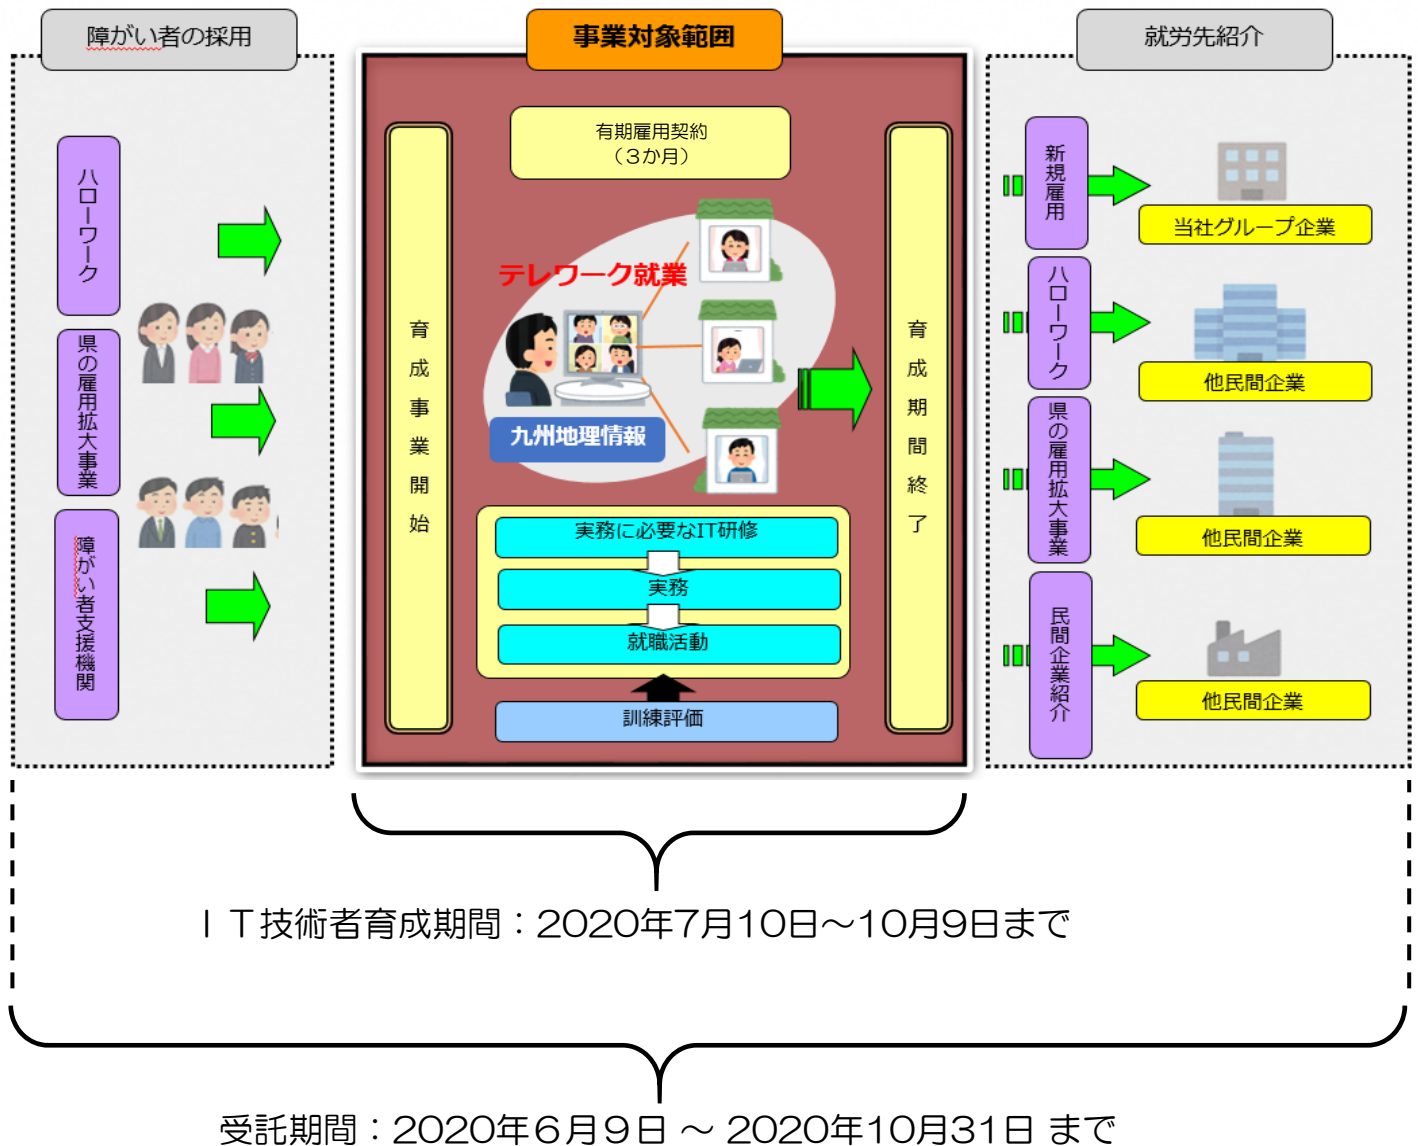 障がい者の採用
事業対象範囲
就労先紹介
ハローワーク
県の雇用拡大事業
障がい者支援機関
育成事業開始
有期雇用契約
（３か月）
テレワーク就業
九州地理情報
実務に必要なIT研修
実務
就職活動
訓練評価
育成期間終了
新規雇用
当社グループ企業
ハローワーク
他民間企業
県の雇用拡大事業
他民間企業
民間企業紹介
他民間企業
ＩＴ技術者育成期間：2020年7月10日～10月9日まで
受託期間：2020年６月９日 ～ 2020年10月31日 まで